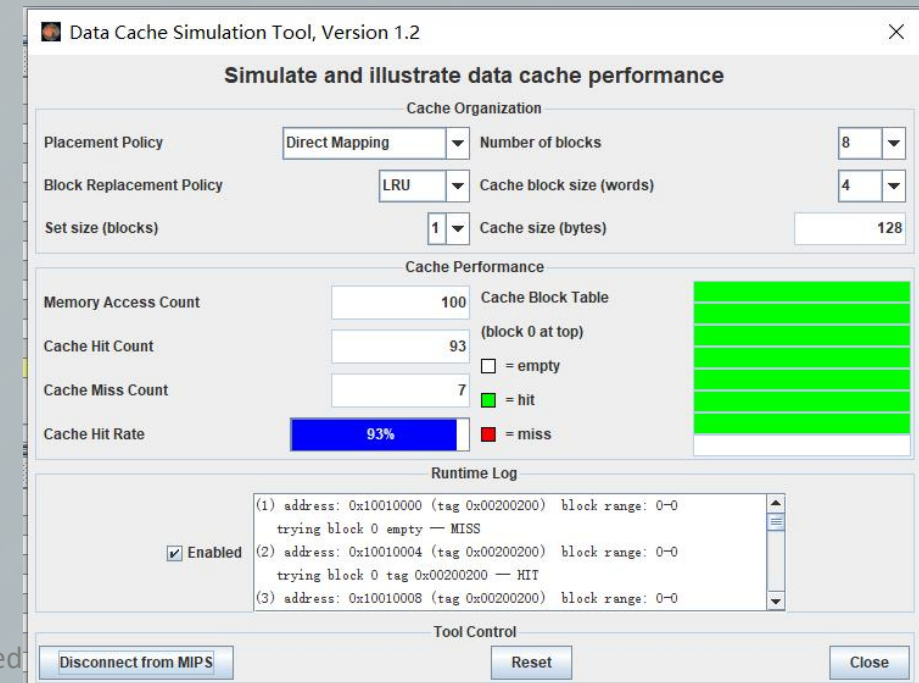 Data Cache Simulation Tool, Version 1.2
Simulate and illustrate data cache performance
Cache Organization
Placement Policy Direct Mapping Number of blocks 8
Block Replacement Policy LRU Cache block size (words) 4
Set size (blocks) 1 Cache size (bytes) 128
Cache Performance
Memory Access Count 100 Cache Block Table
(block 0 at top)
Cache Hit Count 93
= empty
Cache Miss Count 7
= hit
Cache Hit Rate 93% = miss
Runtime Log
(1) address: 0x10010000 (tag 0x00200200) block range: 0-0
trying block 0 empty -- MISS
Enabled (2) address: 0x10010004 (tag 0x00200200) block range: 0-0
trying block 0 tag 0x00200200 -- HIT
(3) address: 0x10010008 (tag 0x00200200) block range: 0-0
Tool Control
ed Disconnect from MIPS Reset Close